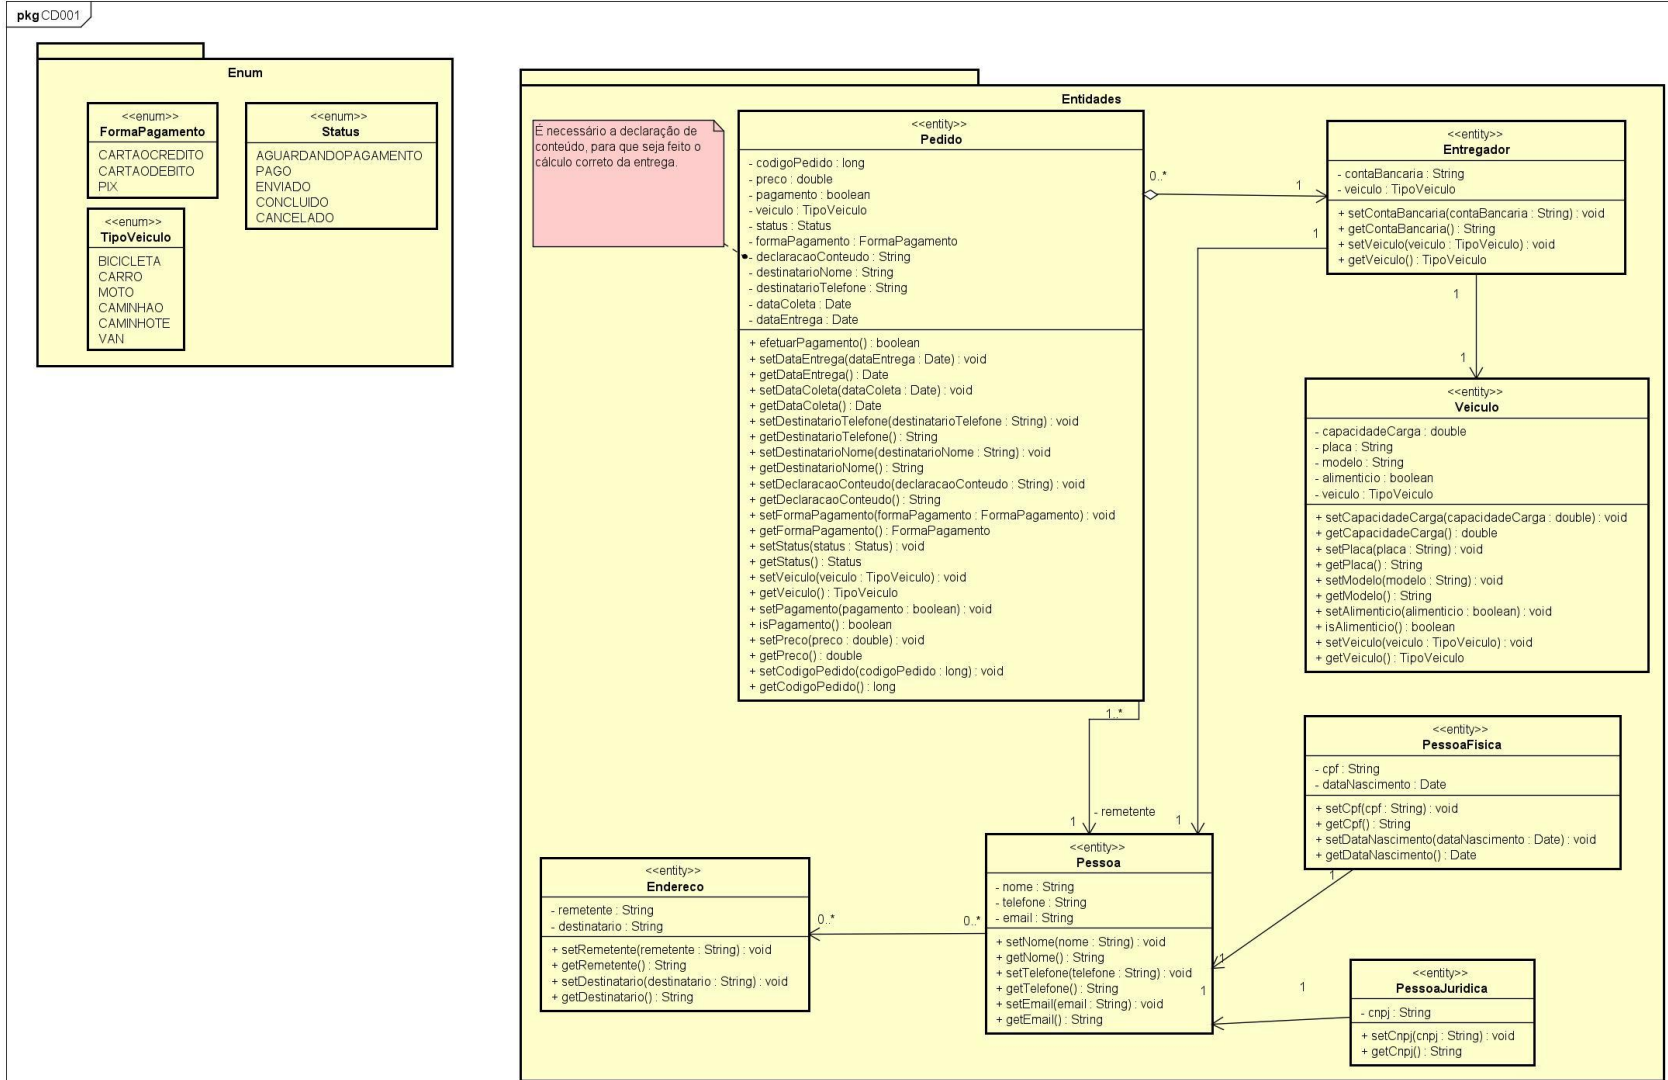 pkg CD001
Enum
<<enum>>
FormaPagamento
CARTAOCREDITO
CARTAODEBITO
PIX
<<enum>>
Status
AGUARDANDOPAGAMENTO
PAGO
ENVIADO
CONCLUIDO
CANCELADO
<<enum>>
TipoVeiculo
BICICLETA
CARRO
MOTO
CAMINHAO
CAMINHOTE
VAN
Entidades
É necessário a declaração de
conteúdo, para que seja feito o
cálculo correto da entrega.
<<entity>>
Pedido
- codigoPedido : long
- preco : double
- pagamento : boolean
- veiculo : TipoVeiculo
- status : Status
- formaPagamento : FormaPagamento
- declaracaoConteudo : String
- destinatarioNome : String
- destinatarioTelefone : String
- dataColeta : Date
- dataEntrega : Date
+ efetuarPagamento() : boolean
+ setDataEntrega(dataEntrega : Date) : void
+ getDataEntrega() : Date
+ setDataColeta(dataColeta : Date) : void
+ getDataColeta() : Date
+ setDestinatarioTelefone(destinatarioTelefone : String) : void
+ getDestinatarioTelefone() : String
+ setDestinatarioNome(destinatarioNome : String) : void
+ getDestinatarioNome() : String
+ setDeclaracaoConteudo(declaracaoConteudo : String) : void
+ getDeclaracaoConteudo() : String
+ setFormaPagamento(formaPagamento : FormaPagamento) : void
+ getFormaPagamento() : FormaPagamento
+ setStatus(status : Status) : void
+ getStatus() : Status
+ setVeiculo(veiculo : TipoVeiculo) : void
+ getVeiculo() : TipoVeiculo
+ setPagamento(pagamento : boolean) : void
+ isPagamento() : boolean
+ setPreco(preco : double) : void
+ getPreco() : double
+ setCodigoPedido(codigoPedido : long) : void
+ getCodigoPedido() : long
0..*
1
<<entity>>
Entregador
- contaBancaria : String
- veiculo : TipoVeiculo
+ setContaBancaria(contaBancaria : String) : void
+ getContaBancaria() : String
+ setVeiculo(veiculo : TipoVeiculo) : void
+ getVeiculo() : TipoVeiculo
1
1
1
<<entity>>
Veiculo
- capacidadeCarga : double
- placa : String
- modelo : String
- alimenticio : boolean
- veiculo : TipoVeiculo
+ setCapacidadeCarga(capacidadeCarga : double) : void
+ getCapacidadeCarga() : double
+ setPlaca(placa : String) : void
+ getPlaca() : String
+ setModelo(modelo : String) : void
+ getModelo() : String
+ setAlimenticio(alimenticio : boolean) : void
+ isAlimenticio() : boolean
+ setVeiculo(veiculo : TipoVeiculo) : void
+ getVeiculo() : TipoVeiculo
1..*
- remetente
1
1
<<entity>>
PessoaFisica
- cpf : String
- dataNascimento : Date
+ setCpf(cpf : String) : void
+ getCpf() : String
+ setDataNascimento(dataNascimento : Date) : void
+ getDataNascimento() : Date
1
1
<<entity>>
Pessoa
- nome : String
- telefone : String
- email : String
+ setNome(nome : String) : void
+ getNome() : String
+ setTelefone(telefone : String) : void
+ getTelefone() : String
+ setEmail(email : String) : void
+ getEmail() : String
0..*
0..*
<<entity>>
Endereco
- remetente : String
- destinatario : String
+ setRemetente(remetente : String) : void
+ getRemetente() : String
+ setDestinatario(destinatario : String) : void
+ getDestinatario() : String
1
1
<<entity>>
PessoaJuridica
- cnpj : String
+ setCnpj(cnpj : String) : void
+ getCnpj() : String